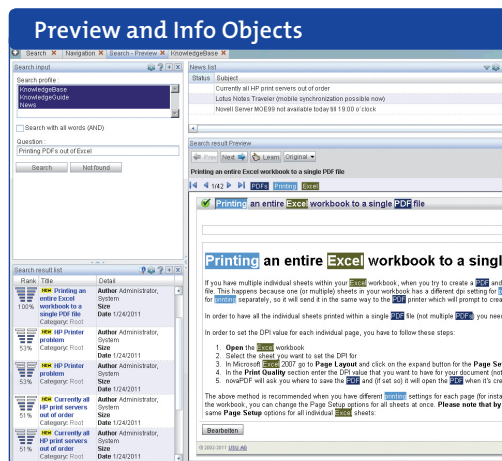 Preview and Info Objects
Search Navigation Search - Preview KnowledgeBase
Search input
Search profile :
KnowledgeBase
KnowledgeGuide
News
Search with all words (AND)
Question :
Printing PDFs out of Excel
Search Not found
Search result list
Rank Title Detail
100% NEW Printing an entire Excel workbook to a single PDF file Category: Root Author Administrator, System Size Date 1/24/2011
53% NEW HP Printer problem Category: Root Author Administrator, System Size Date 1/24/2011
53% NEW HP Printer problem Category: Root Author Administrator, System Size Date 1/24/2011
51% NEW Currently all HP print servers out of order Category: Root Author Administrator, System Size Date 1/24/2011
51% NEW Currently all HP print servers out of order Category: Root Author Administrator, System Size Date 1/24/2011
News list
Status Subject
Currently all HP print servers out of order
Lotus Notes Traveler (mobile synchronization possible now)
Novell Server MOE99 not available today till 19:00 o'clock
Search result Preview
Prev Next Learn Original
Printing an entire Excel workbook to a single PDF file
1/42 PDFs Printing Excel
Printing an entire Excel workbook to a single PDF file
Printing an entire Excel workbook to a singl
If you have multiple individual sheets within your Excel workbook, when you try to create a PDF and
file. This happens because one (or multiple) sheets in your workbook has a different dpi setting for
for printing separately, so it will send it in the same way to the PDF printer which will prompt to crea
In order to have all the individual sheets printed within a single PDF file (not multiple PDFs) you nee
In order to set the DPI value for each individual page, you have to follow these steps:
1. Open the Excel workbook
2. Select the sheet you want to set the DPI for
3. In Microsoft Excel 2007 go to Page Layout and click on the expand button for the Page Se
4. In the Print Quality section enter the DPI value that you want to have for your document (not
5. novaPDF will ask you where to save the PDF and (if set so) it will open the PDF when it's cre
The above method is recommended when you have different printing settings for each page (for insta
the workbook, you can change the Page Setup options for all sheets at once. Please note that by
same Page Setup options for all individual Excel sheets:
Bearbeiten
© 2002-2011 USU AG